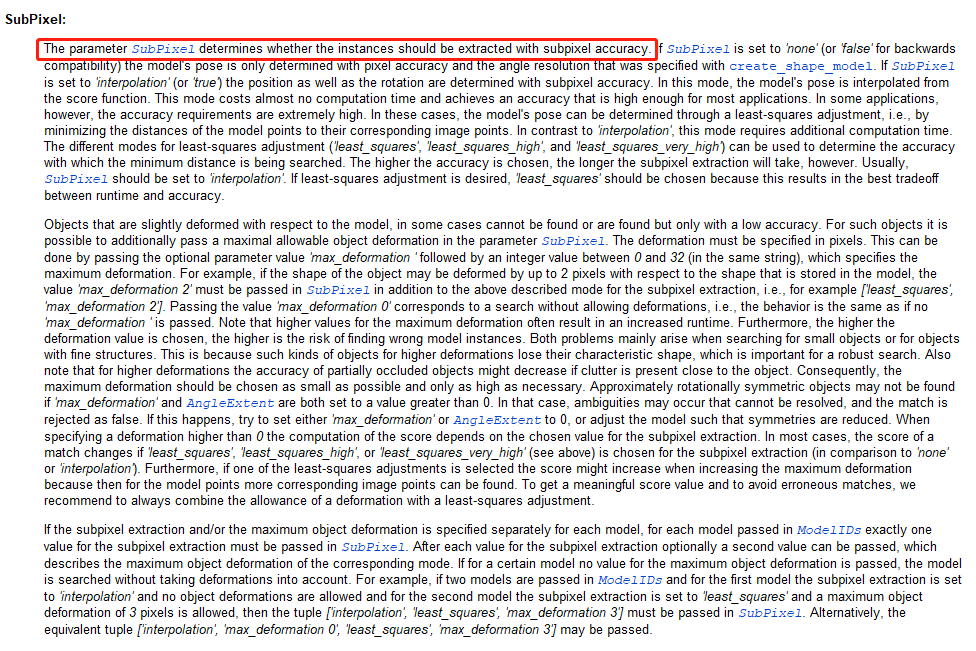 SubPixel:
The parameter SubPixel determines whether the instances should be extracted with subpixel accuracy. If SubPixel is set to 'none' (or 'false' for backwards
compatibility) the model's pose is only determined with pixel accuracy and the angle resolution that was specified with create_shape_model. If SubPixel
is set to 'interpolation' (or 'true') the position as well as the rotation are determined with subpixel accuracy. In this mode, the model's pose is interpolated from
the score function. This mode costs almost no computation time and achieves an accuracy that is high enough for most applications. In some applications,
however, the accuracy requirements are extremely high. In these cases, the model's pose can be determined through a least-squares adjustment, i.e., by
minimizing the distances of the model points to their corresponding image points. In contrast to 'interpolation', this mode requires additional computation time.
The different modes for least-squares adjustment ('least_squares', 'least_squares_high', and 'least_squares_very_high') can be used to determine the accuracy
with which the minimum distance is being searched. The higher the accuracy is chosen, the longer the subpixel extraction will take, however. Usually,
SubPixel should be set to 'interpolation'. If least-squares adjustment is desired, 'least_squares' should be chosen because this results in the best tradeoff
between runtime and accuracy.
Objects that are slightly deformed with respect to the model, in some cases cannot be found or are found but only with a low accuracy. For such objects it is
possible to additionally pass a maximal allowable object deformation in the parameter SubPixel. The deformation must be specified in pixels. This can be
done by passing the optional parameter value 'max_deformation ' followed by an integer value between 0 and 32 (in the same string), which specifies the
maximum deformation. For example, if the shape of the object may be deformed by up to 2 pixels with respect to the shape that is stored in the model, the
value 'max_deformation 2' must be passed in SubPixel in addition to the above described mode for the subpixel extraction, i.e., for example ['least_squares',
'max_deformation 2']. Passing the value 'max_deformation 0' corresponds to a search without allowing deformations, i.e., the behavior is the same as if no
'max_deformation ' is passed. Note that higher values for the maximum deformation often result in an increased runtime. Furthermore, the higher the
deformation value is chosen, the higher is the risk of finding wrong model instances. Both problems mainly arise when searching for small objects or for objects
with fine structures. This is because such kinds of objects for higher deformations lose their characteristic shape, which is important for a robust search. Also
note that for higher deformations the accuracy of partially occluded objects might decrease if clutter is present close to the object. Consequently, the
maximum deformation should be chosen as small as possible and only as high as necessary. Approximately rotationally symmetric objects may not be found
if 'max_deformation' and AngleExtent are both set to a value greater than 0. In that case, ambiguities may occur that cannot be resolved, and the match is
rejected as false. If this happens, try to set either 'max_deformation' or AngleExtent to 0, or adjust the model such that symmetries are reduced. When
specifying a deformation higher than 0 the computation of the score depends on the chosen value for the subpixel extraction. In most cases, the score of a
match changes if 'least_squares', 'least_squares_high', or 'least_squares_very_high' (see above) is chosen for the subpixel extraction (in comparison to 'none'
or 'interpolation'). Furthermore, if one of the least-squares adjustments is selected the score might increase when increasing the maximum deformation
because then for the model points more corresponding image points can be found. To get a meaningful score value and to avoid erroneous matches, we
recommend to always combine the allowance of a deformation with a least-squares adjustment.
If the subpixel extraction and/or the maximum object deformation is specified separately for each model, for each model passed in ModelIDs exactly one
value for the subpixel extraction must be passed in SubPixel. After each value for the subpixel extraction optionally a second value can be passed, which
describes the maximum object deformation of the corresponding mode. If for a certain model no value for the maximum object deformation is passed, the model
is searched without taking deformations into account. For example, if two models are passed in ModelIDs and for the first model the subpixel extraction is set
to 'interpolation' and no object deformations are allowed and for the second model the subpixel extraction is set to 'least_squares' and a maximum object
deformation of 3 pixels is allowed, then the tuple ['interpolation', 'least_squares', 'max_deformation 3'] must be passed in SubPixel. Alternatively, the
equivalent tuple ['interpolation', 'max_deformation 0', 'least_squares', 'max_deformation 3'] may be passed.